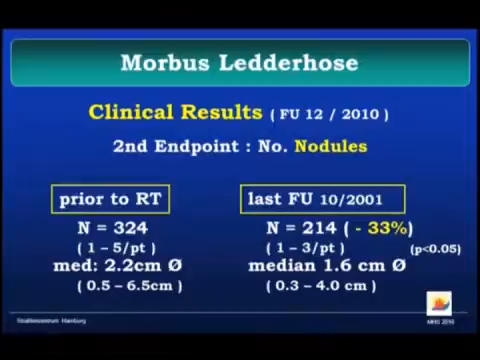 Morbus Ledderhose
Clinical Results ( FU 12 / 2010 )
2nd Endpoint : No. Nodules
prior to RT
N = 324
( 1 – 5/pt )
med: 2.2cm Ø
( 0.5 – 6.5cm )
last FU 10/2001
N = 214 ( - 33%)
( 1 – 3/pt )
(p<0.05)
median 1.6 cm Ø
( 0.3 – 4.0 cm )
Strahlenzentrum Hamburg
MHS 2010